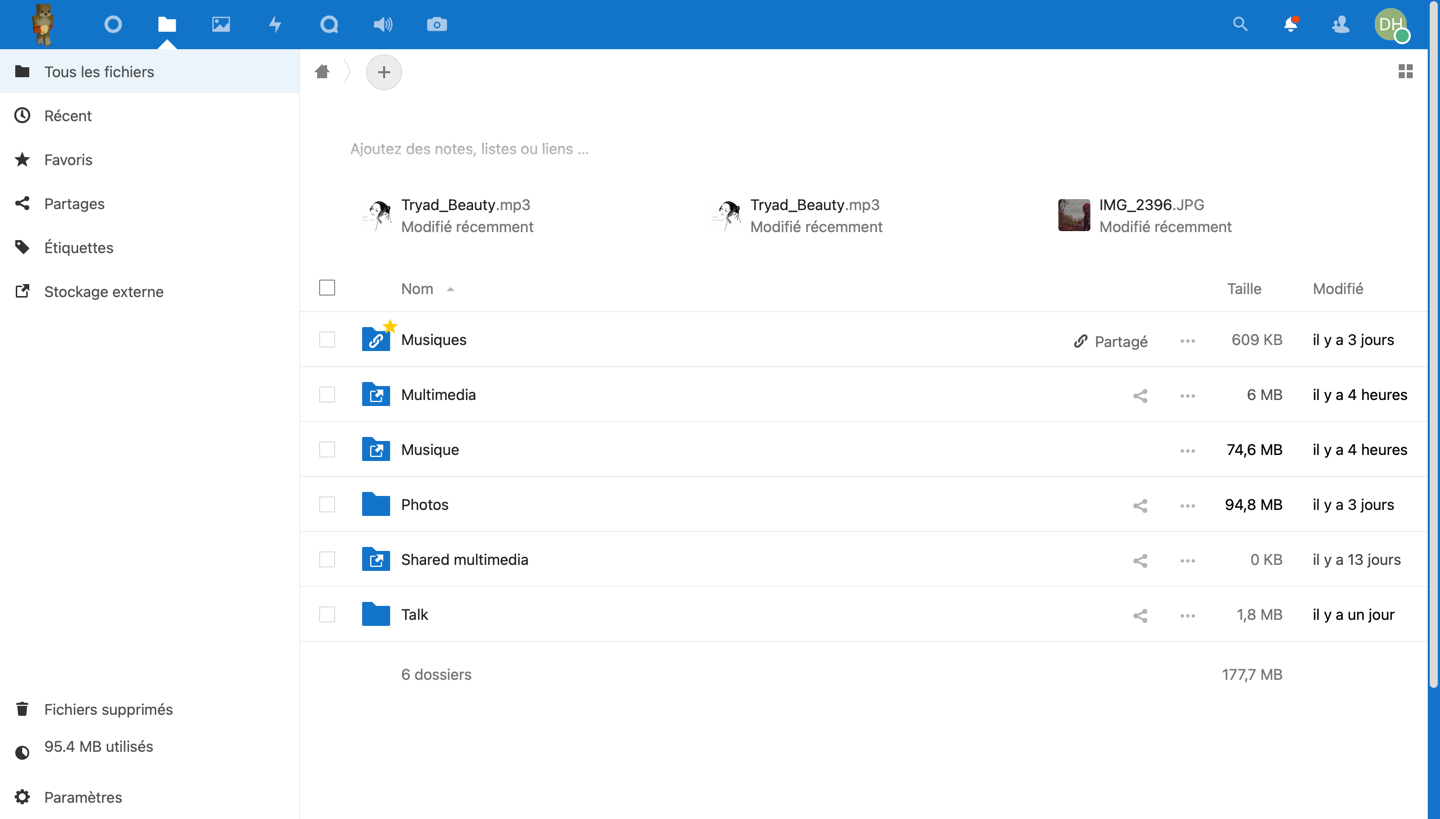 DH
Tous les fichiers
Récent
Favoris
Partages
Étiquettes
Stockage externe
Ajoutez des notes, listes ou liens ...
Tryad_Beauty.mp3
Modifié récemment
Tryad_Beauty.mp3
Modifié récemment
IMG_2396.JPG
Modifié récemment
Nom Taille Modifié
Musiques Partagé 609 KB il y a 3 jours
Multimedia 6 MB il y a 4 heures
Musique 74,6 MB il y a 4 heures
Photos 94,8 MB il y a 3 jours
Shared multimedia 0 KB il y a 13 jours
Talk 1,8 MB il y a un jour
6 dossiers 177,7 MB
Fichiers supprimés
95.4 MB utilisés
Paramètres